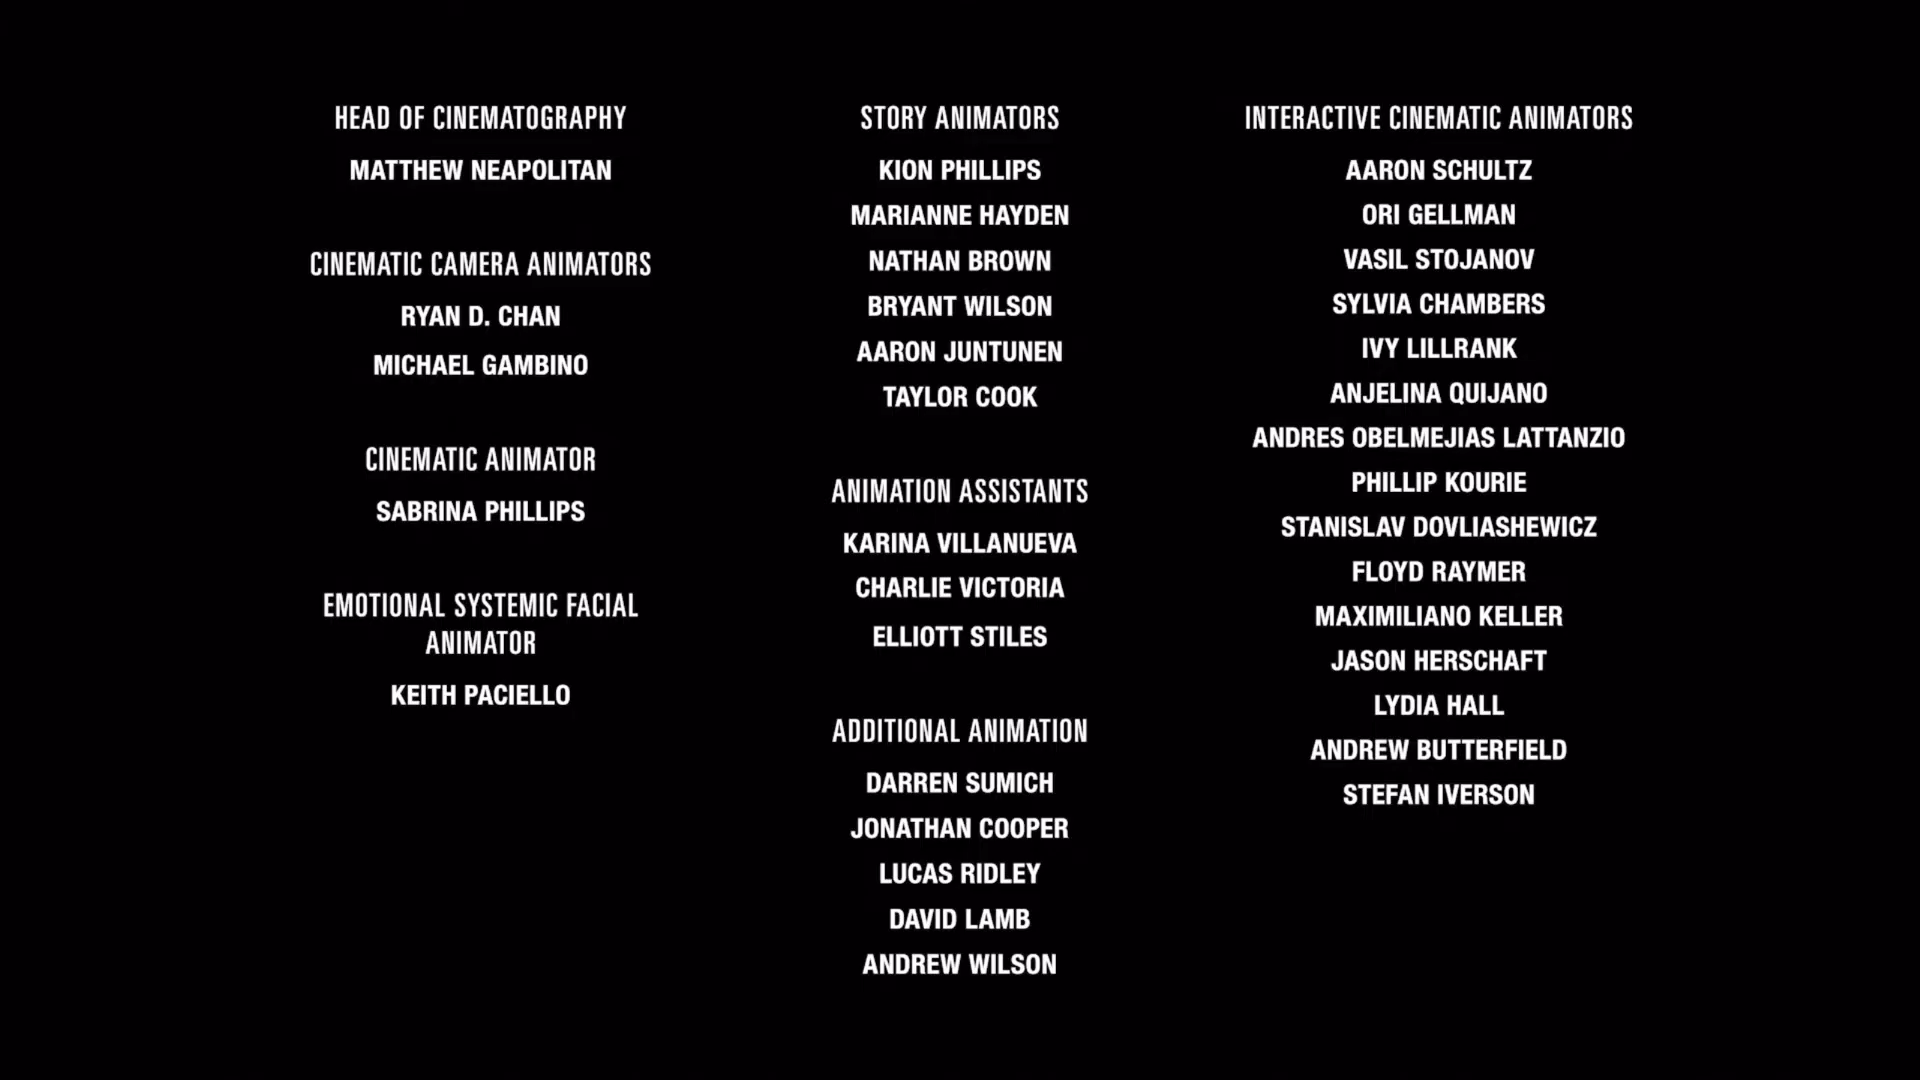 HEAD OF CINEMATOGRAPHY
MATTHEW NEAPOLITAN
CINEMATIC CAMERA ANIMATORS
RYAN D. CHAN
MICHAEL GAMBINO
CINEMATIC ANIMATOR
SABRINA PHILLIPS
EMOTIONAL SYSTEMIC FACIAL
ANIMATOR
KEITH PACIELLO
STORY ANIMATORS
KION PHILLIPS
MARIANNE HAYDEN
NATHAN BROWN
BRYANT WILSON
AARON JUNTUNEN
TAYLOR COOK
ANIMATION ASSISTANTS
KARINA VILLANUEVA
CHARLIE VICTORIA
ELLIOTT STILES
ADDITIONAL ANIMATION
DARREN SUMICH
JONATHAN COOPER
LUCAS RIDLEY
DAVID LAMB
ANDREW WILSON
INTERACTIVE CINEMATIC ANIMATORS
AARON SCHULTZ
ORI GELLMAN
VASIL STOJANOV
SYLVIA CHAMBERS
IVY LILLRANK
ANJELINA QUIJANO
ANDRES OBELMEJIAS LATTANZIO
PHILLIP KOURIE
STANISLAV DOVLIASHEWICZ
FLOYD RAYMER
MAXIMILIANO KELLER
JASON HERSCHAFT
LYDIA HALL
ANDREW BUTTERFIELD
STEFAN IVERSON